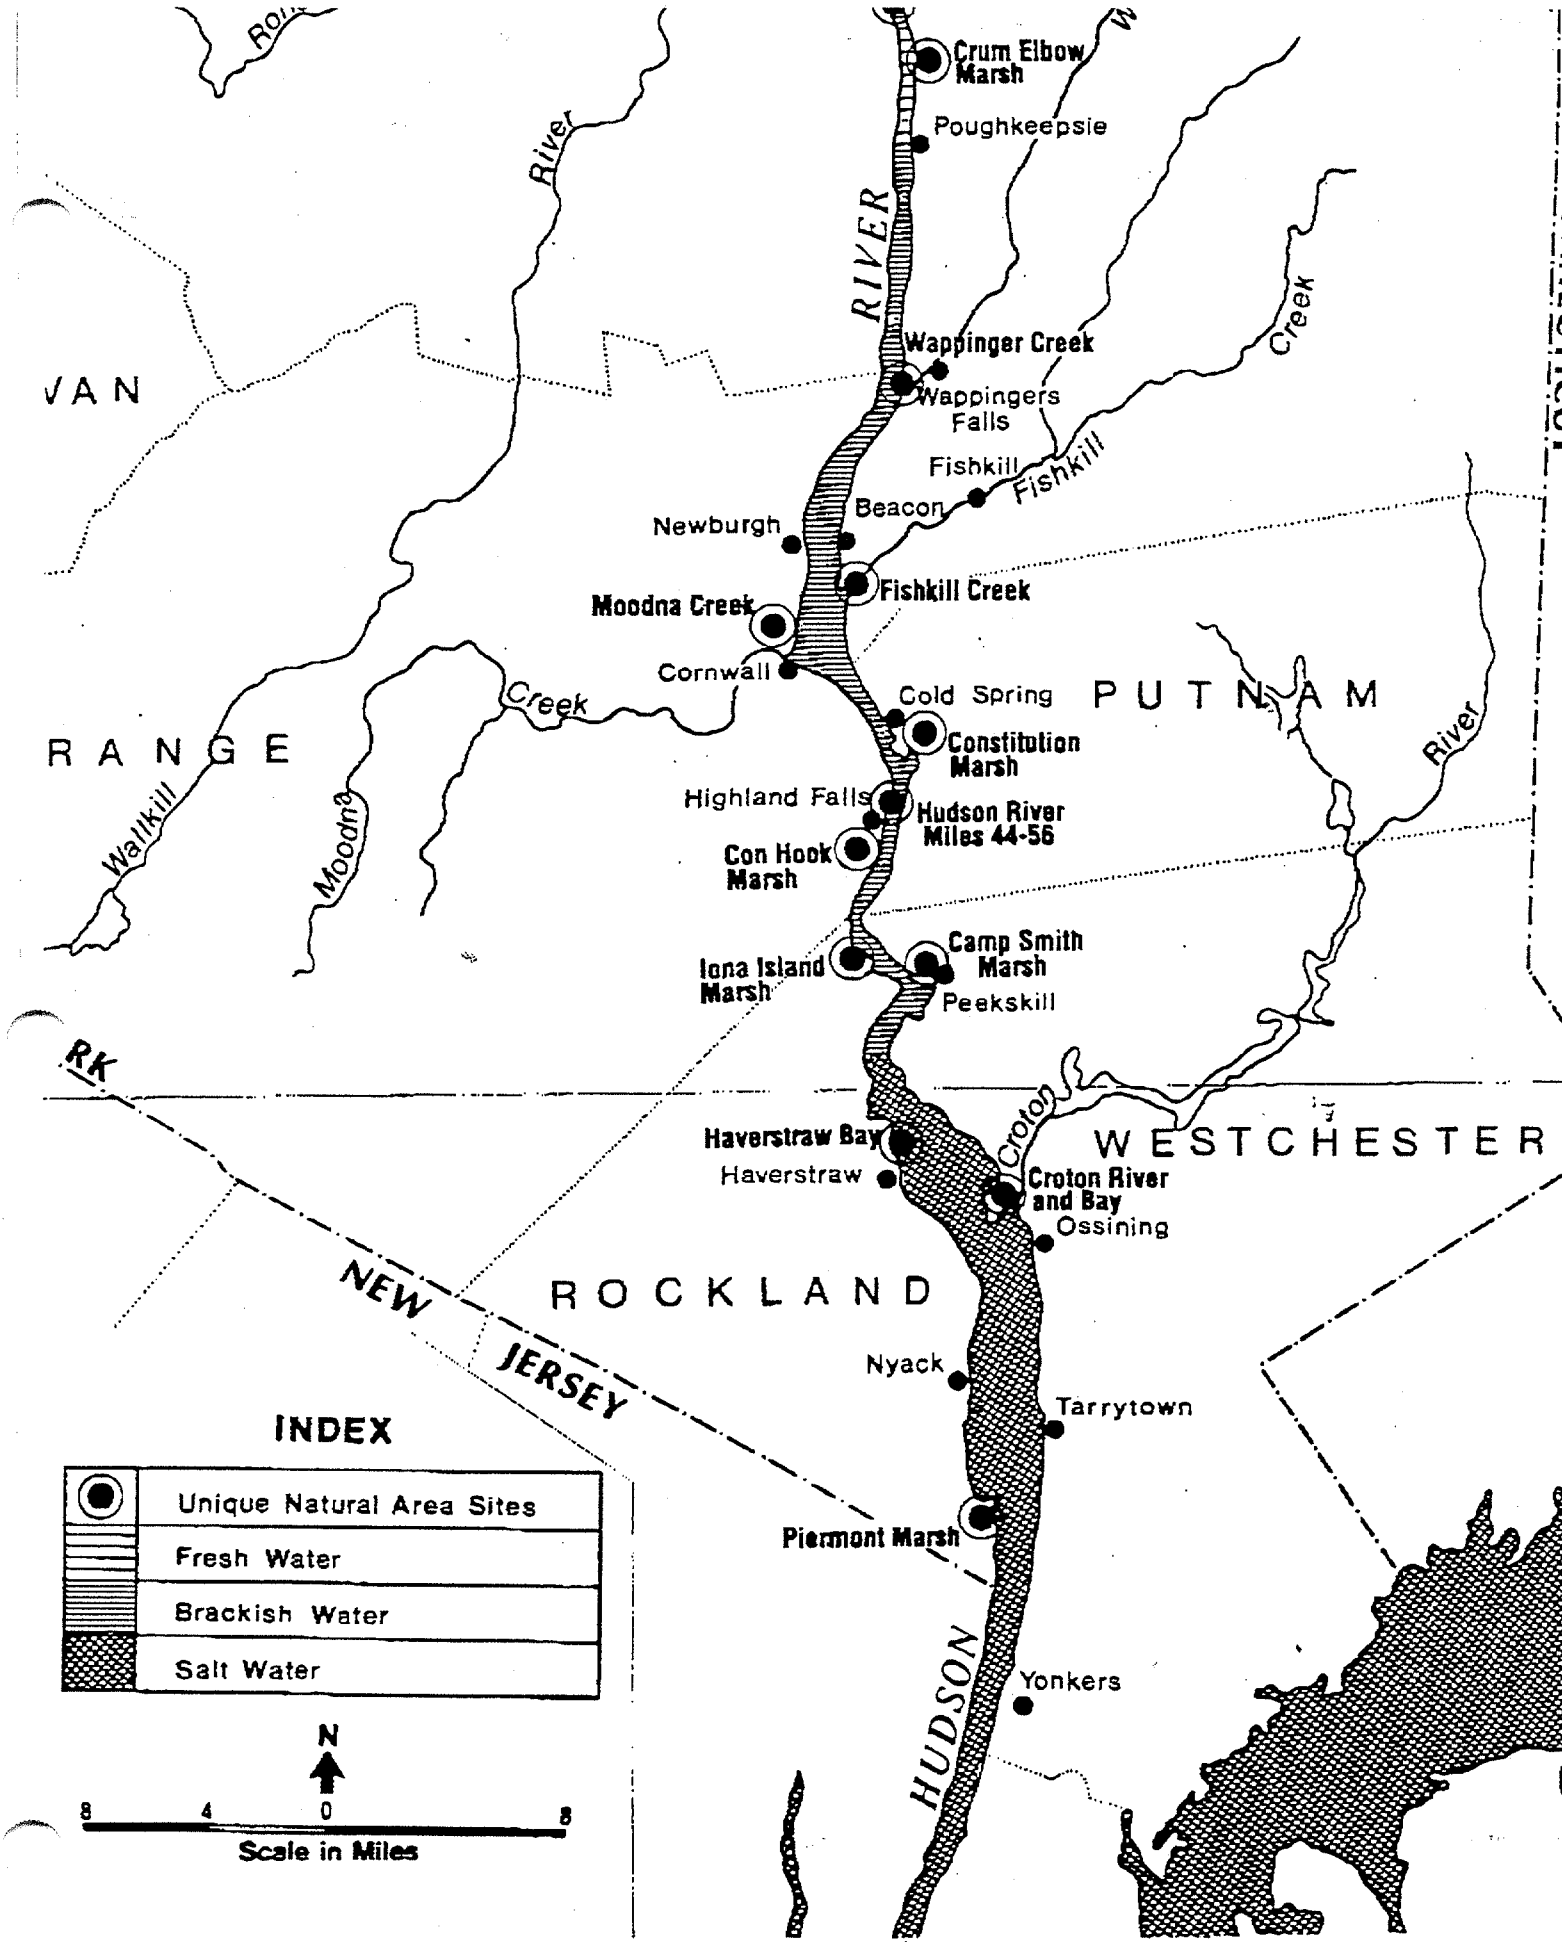 Crum Elbow
Marsh
Poughkeepsie
River
RIVER
Creek
Wappinger Creek
Wappingers
Falls
VAN
Fishkill
Fishkill
Beacon
Newburgh
Fishkill Creek
Moodna Creek
Cornwall
Creek
Cold Spring
PUTNAM
River
RANGE
Constitution
Marsh
Wallkill
Moodna
Highland Falls
Hudson River
Miles 44-56
Con Hook
Marsh
Camp Smith
Marsh
Iona Island
Marsh
Peekskill
RK
Croton
WESTCHESTER
Haverstraw Bay
Haverstraw
Croton River
and Bay
Ossining
NEW
JERSEY
ROCKLAND
Nyack
Tarrytown
INDEX
Unique Natural Area Sites
Fresh Water
Brackish Water
Salt Water
Piermont Marsh
HUDSON
Yonkers
N
8 4 0 8
Scale in Miles